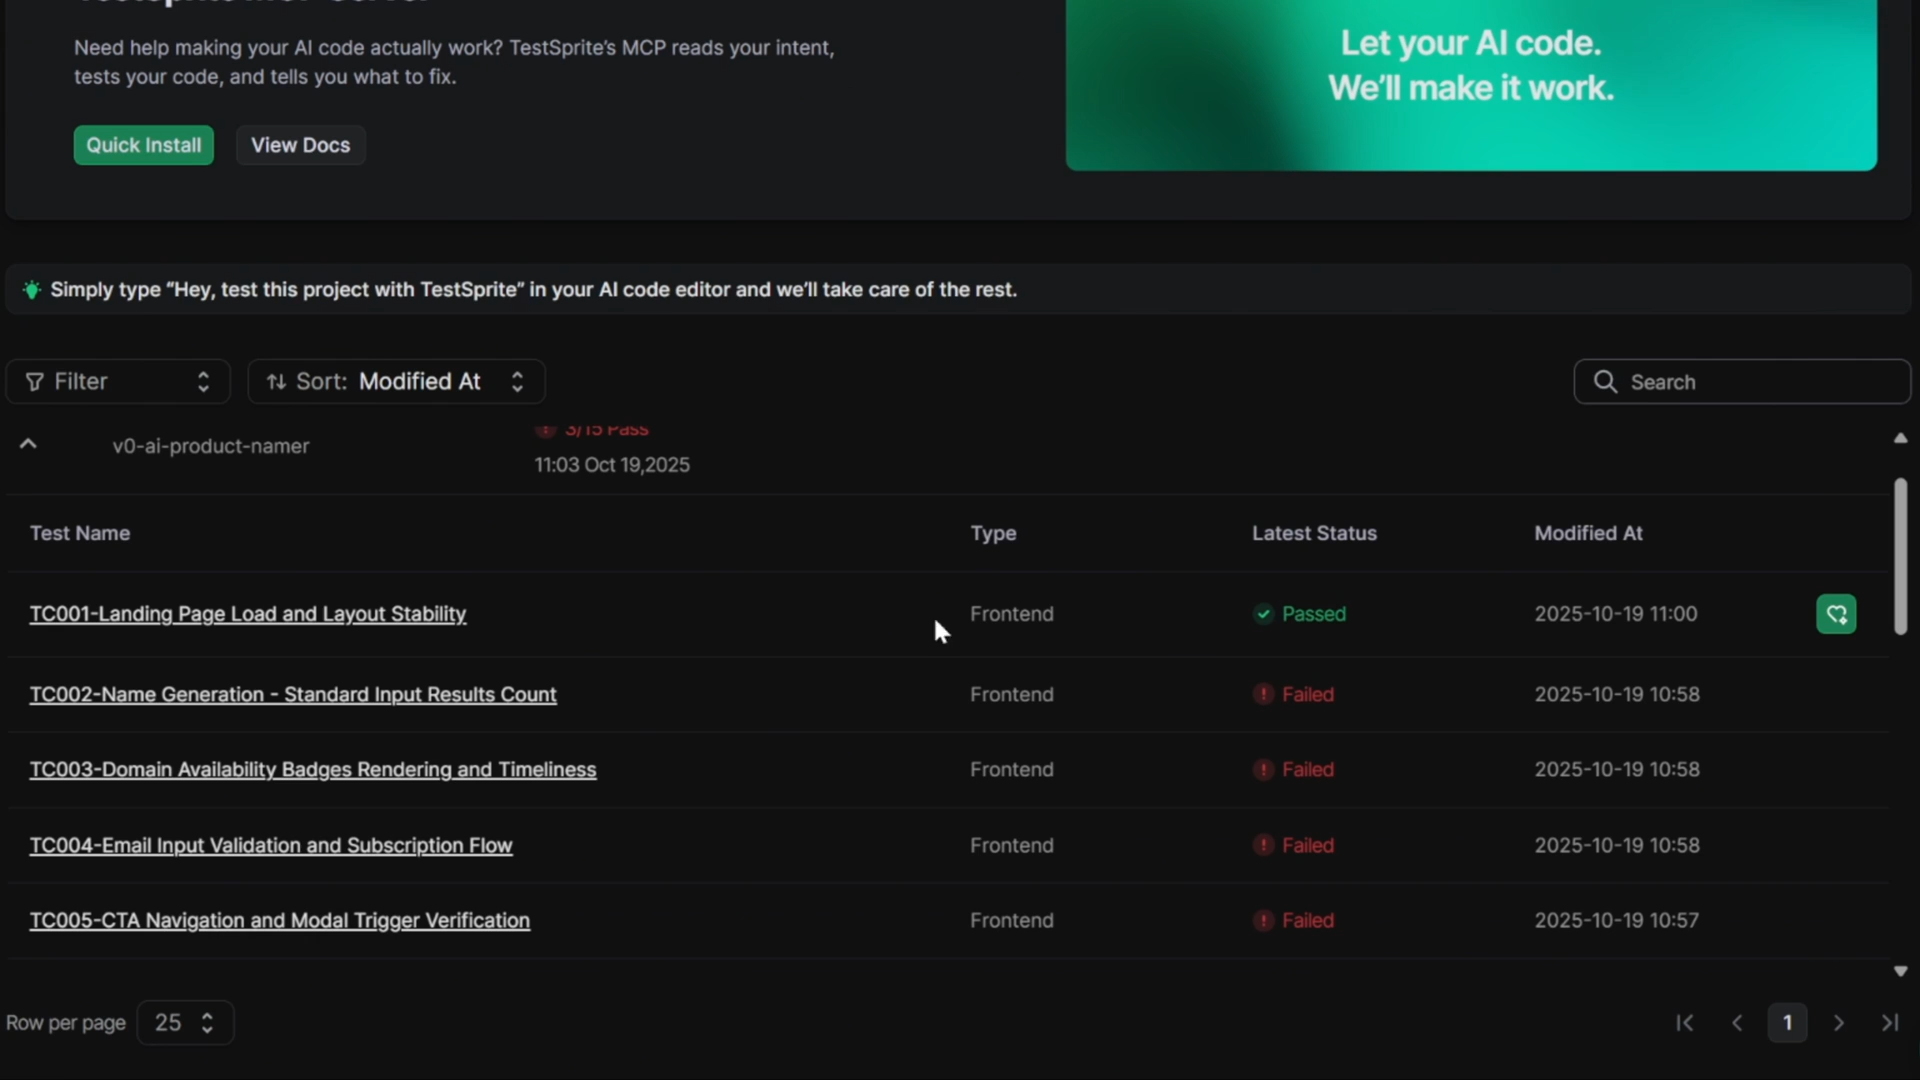 Need help making your AI code actually work? TestSprite’s MCP reads your intent,
tests your code, and tells you what to fix.
Quick Install
View Docs
Let your AI code.
We’ll make it work.
Simply type “Hey, test this project with TestSprite” in your AI code editor and we’ll take care of the rest.
Filter
Sort: Modified At
Search
v0-ai-product-namer
3/15 Pass
11:03 Oct 19,2025
Test Name Type Latest Status Modified At
TC001-Landing Page Load and Layout Stability Frontend Passed 2025-10-19 11:00
TC002-Name Generation - Standard Input Results Count Frontend Failed 2025-10-19 10:58
TC003-Domain Availability Badges Rendering and Timeliness Frontend Failed 2025-10-19 10:58
TC004-Email Input Validation and Subscription Flow Frontend Failed 2025-10-19 10:58
TC005-CTA Navigation and Modal Trigger Verification Frontend Failed 2025-10-19 10:57
Row per page 25
1